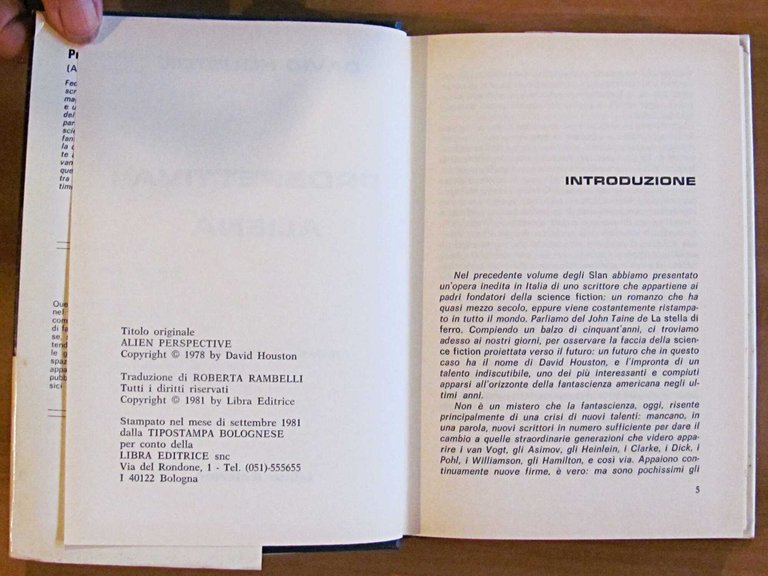 Titolo originale
ALIEN PERSPECTIVE
Copyright © 1978 by David Houston
Traduzione di ROBERTA RAMBELLI
Tutti i diritti riservati
Copyright © 1981 by Libra Editrice
Stampato nel mese di settembre 1981
dalla TIPOSTAMPA BOLOGNESE
per conto della
LIBRA EDITRICE snc
Via del Rondone, 1 - Tel. (051)-555655
I 40122 Bologna
INTRODUZIONE
Nel precedente volume degli Slan abbiamo presentato
un'opera inedita in Italia di uno scrittore che appartiene ai
padri fondatori della science fiction: un romanzo che ha
quasi mezzo secolo, eppure viene costantemente ristampa-
to in tutto il mondo. Parliamo del John Taine de La stella di
ferro. Compiendo un balzo di cinquant'anni, ci troviamo
adesso ai nostri giorni, per osservare la faccia della scien-
ce fiction proiettata verso il futuro: un futuro che in questo
caso ha il nome di David Houston, e l'impronta di un
talento indiscutibile, uno dei più interessanti e compiuti
apparsi all'orizzonte della fantascienza americana negli ul-
timi anni.
Non è un mistero che la fantascienza, oggi, risente
principalmente di una crisi di nuovi talenti: mancano, in
una parola, nuovi scrittori in numero sufficiente per dare il
cambio a quelle straordinarie generazioni che videro appa-
rire i van Vogt, gli Asimov, gli Heinlein, i Clarke, i Dick, i
Pohl, i Williamson, gli Hamilton, e così via. Appaiono con-
tinuamente nuove firme, è vero: ma sono pochissimi gli
5